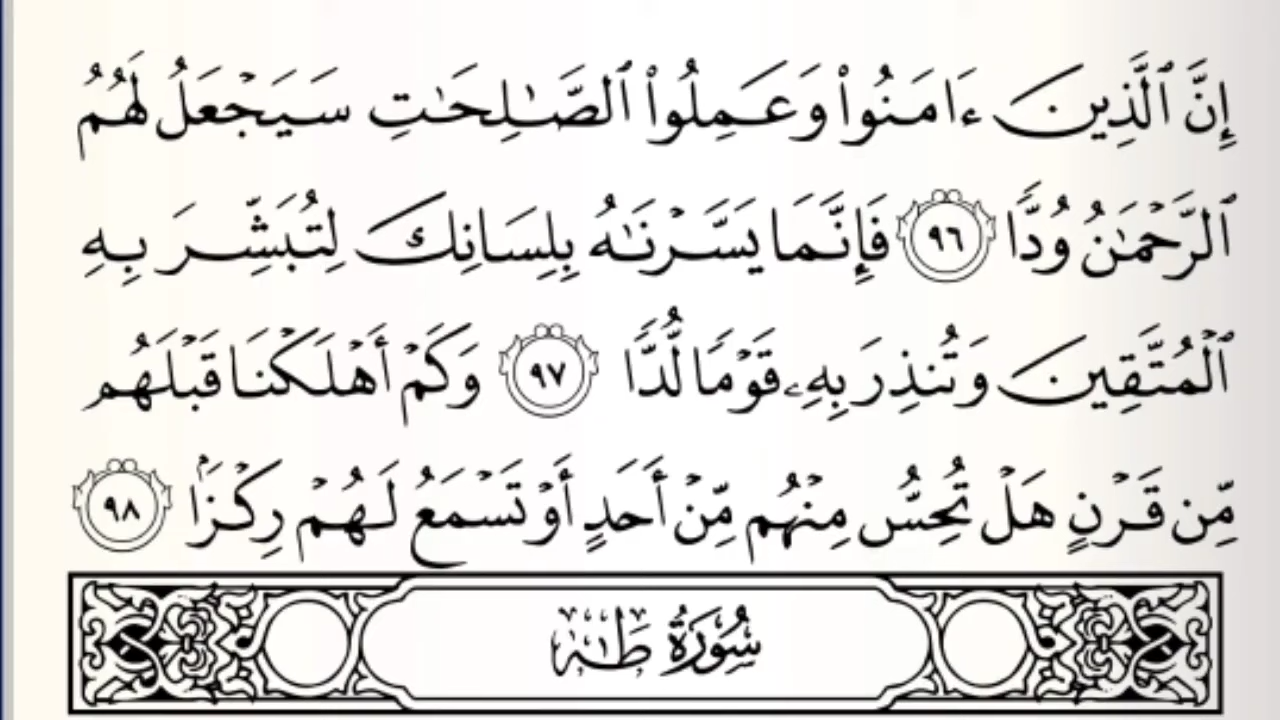 إِنَّ ٱلَّذِينَ ءَامَنُوا۟ وَعَمِلُوا۟ ٱلصَّـٰلِحَـٰتِ سَيَجْعَلُ لَهُمُ
ٱلرَّحْمَـٰنُ وُدًّا ٩٦ فَإِنَّمَا يَسَّرْنَـٰهُ بِلِسَانِكَ لِتُبَشِّرَ بِهِ
ٱلْمُتَّقِينَ وَتُنذِرَ بِهِۦ قَوْمًا لُّدًّا ٩٧ وَكَمْ أَهْلَكْنَا قَبْلَهُم
مِّن قَرْنٍ هَلْ تُحِسُّ مِنْهُم مِّنْ أَحَدٍ أَوْ تَسْمَعُ لَهُمْ رِكْزًۢا ٩٨
سُورَةُ طه